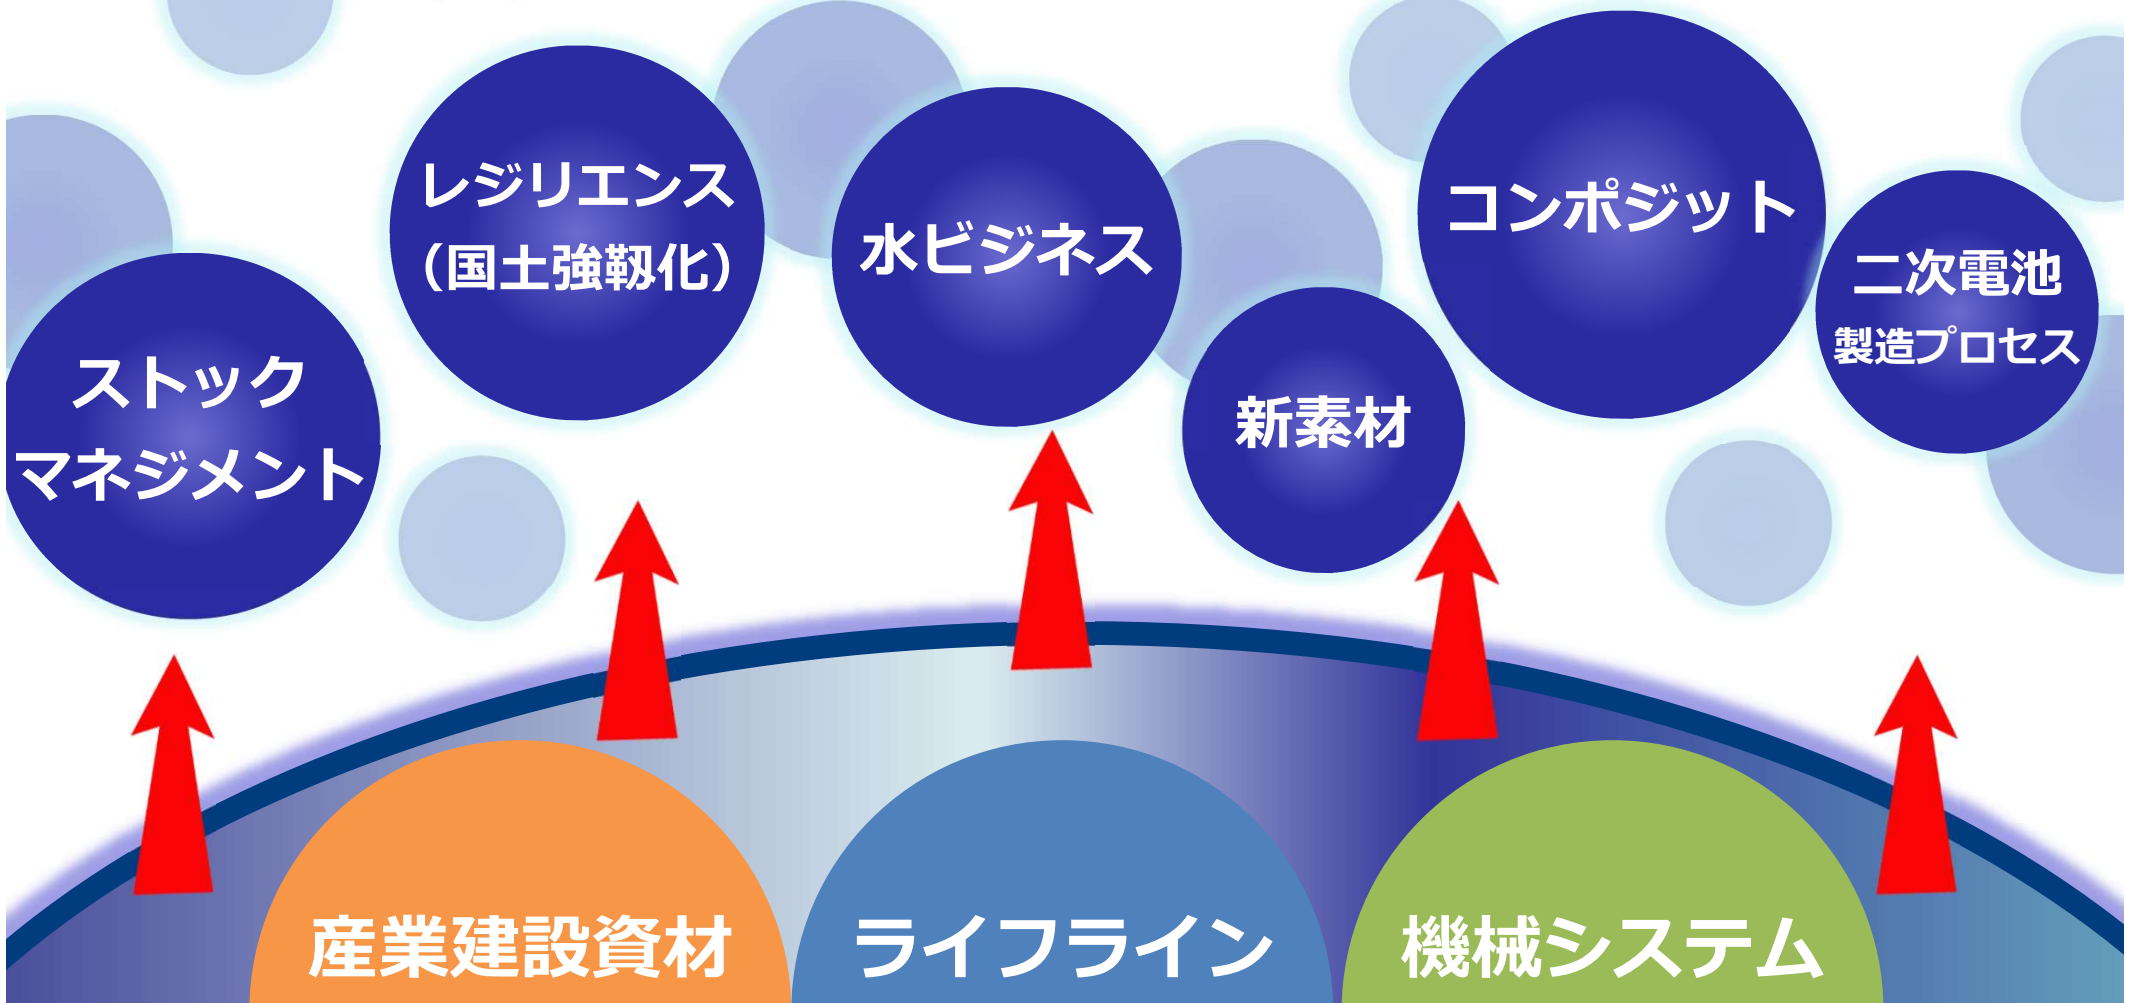 レジリエンス
（国土強靱化）
水ビジネス
コンポジット
二次電池
製造プロセス
ストック
マネジメント
新素材
産業建設資材
ライフライン
機械システム